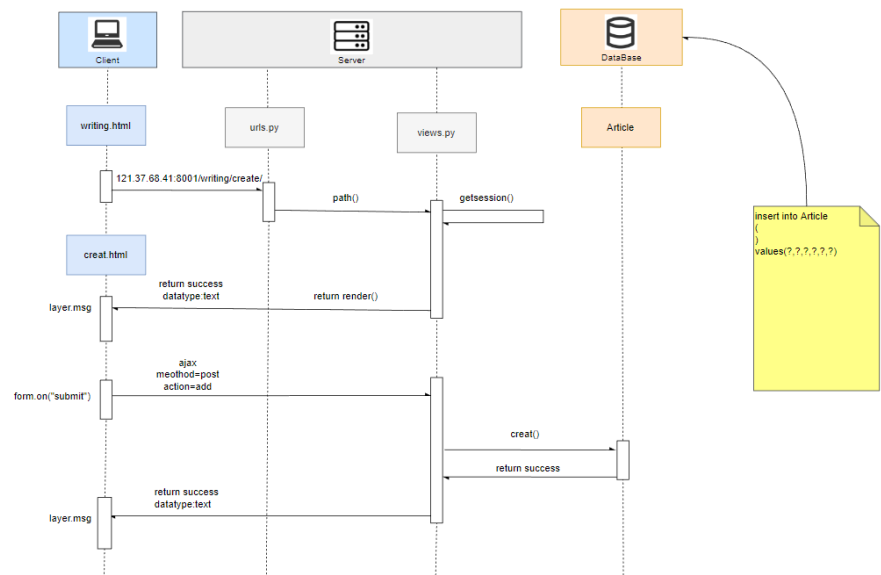 Client
Server
DataBase
writing.html
urls.py
views.py
Article
121.37.68.41:8001/writing/create/
path()
getsession()
insert into Article
(
)
values(?,?,?,?,?,?)
creat.html
return success
datatype:text
return render()
layer.msg
ajax
meothod=post
action=add
form.on("submit")
creat()
return success
return success
datatype:text
layer.msg